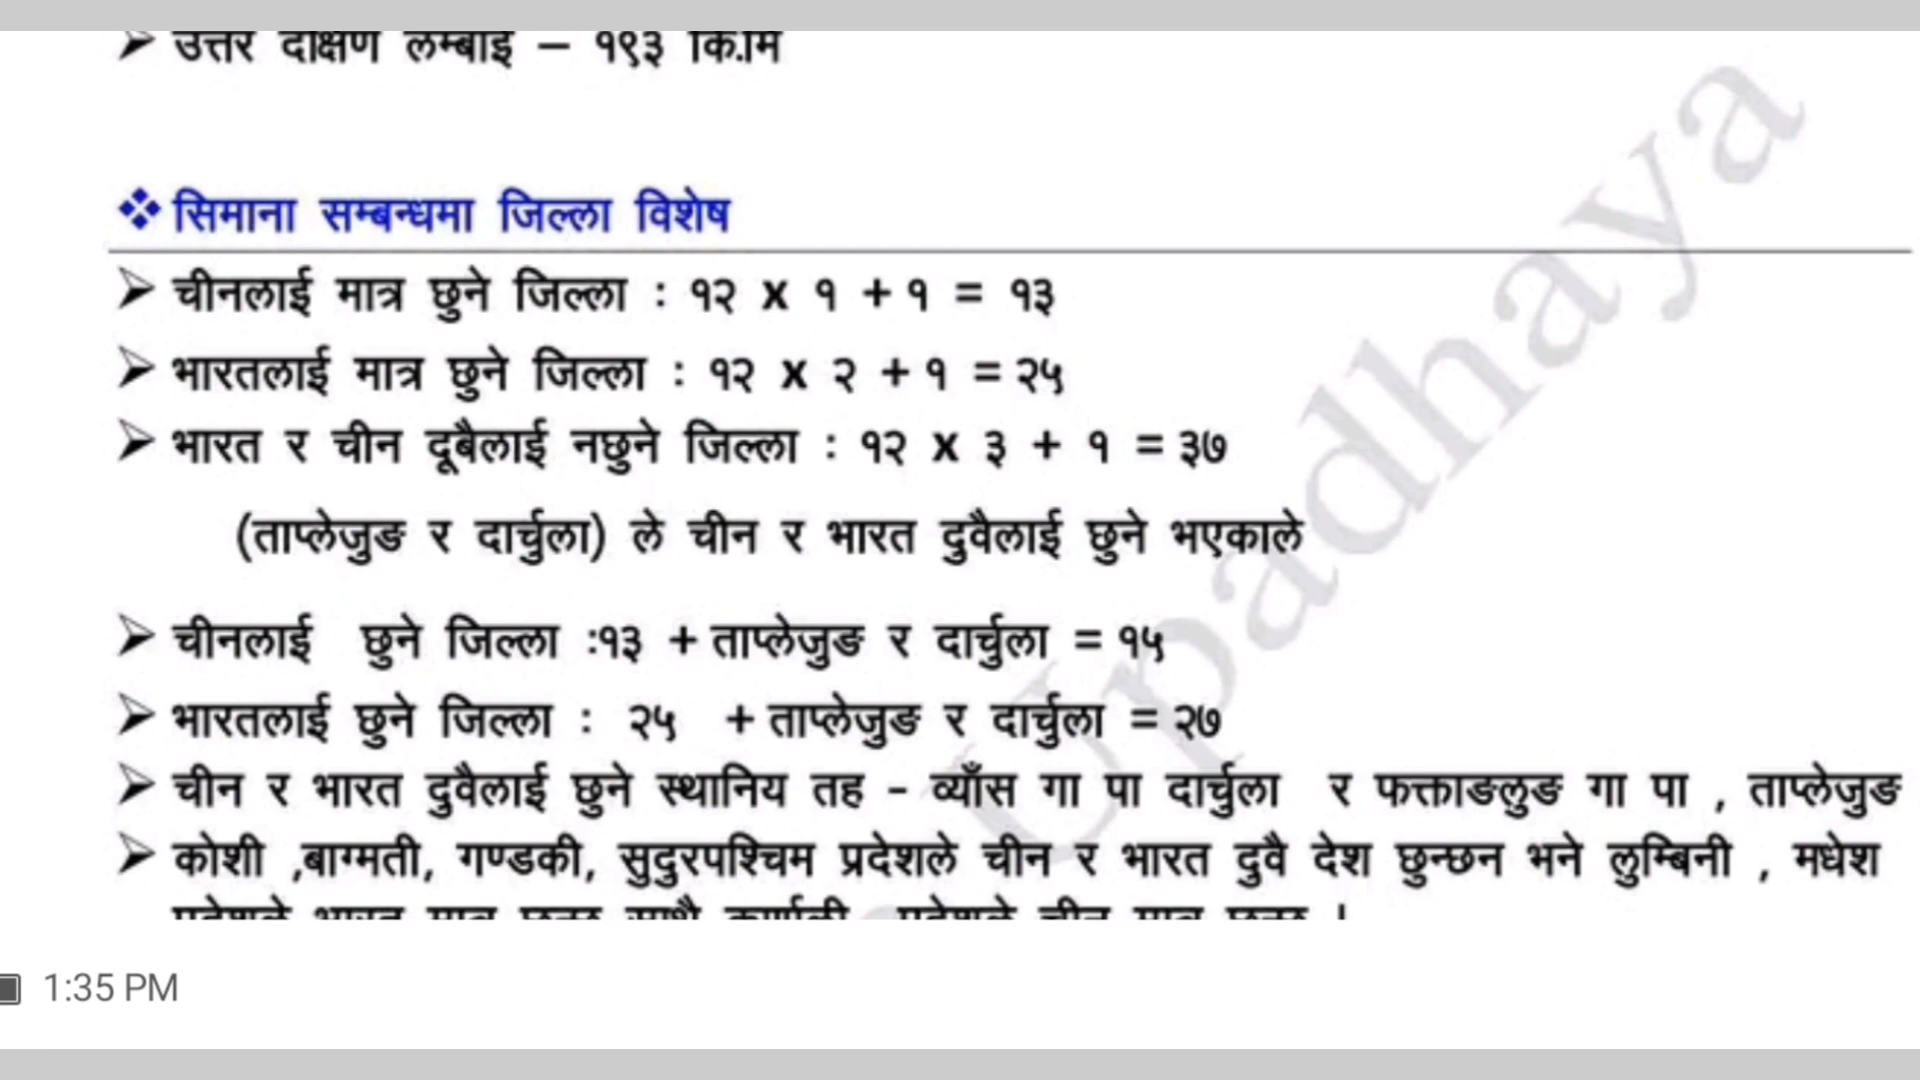 ➢ उत्तर दक्षिण लम्बाइ – १९३ कि.मि
❖ सिमाना सम्बन्धमा जिल्ला विशेष
➢ चीनलाई मात्र छुने जिल्ला : १२ x १ + १ = १३
➢ भारतलाई मात्र छुने जिल्ला : १२ x २ + १ = २५
➢ भारत र चीन दूबैलाई नछुने जिल्ला : १२ x ३ + १ = ३७
(ताप्लेजुङ र दार्चुला) ले चीन र भारत दुवैलाई छुने भएकाले
➢ चीनलाई छुने जिल्ला :१३ + ताप्लेजुङ र दार्चुला = १५
➢ भारतलाई छुने जिल्ला : २५ + ताप्लेजुङ र दार्चुला = २७
➢ चीन र भारत दुवैलाई छुने स्थानिय तह - व्याँस गा पा दार्चुला र फक्ताङलुङ गा पा , ताप्लेजुङ
➢ कोशी ,बाग्मती, गण्डकी, सुदुरपश्चिम प्रदेशले चीन र भारत दुवै देश छुन्छन भने लुम्बिनी , मधेश
Upadhaya
1:35 PM